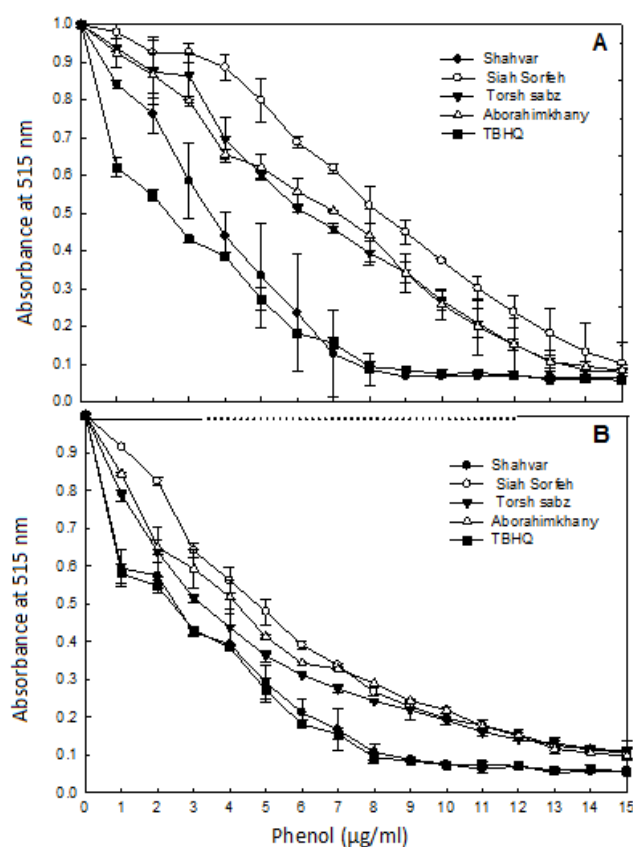 1.0
0.9
0.8
0.7
0.6
0.5
0.4
0.3
0.2
0.1
0.0
Absorbance at 515 nm
A
Shahvar
Siah Sorfeh
Torsh sabz
Aborahimkhany
TBHQ
0.9
0.8
0.7
0.6
0.5
0.4
0.3
0.2
0.1
0.0
Absorbance at 515 nm
B
Shahvar
Siah Sorfeh
Torsh sabz
Aborahimkhany
TBHQ
0 1 2 3 4 5 6 7 8 9 10 11 12 13 14 15
Phenol (µg/ml)